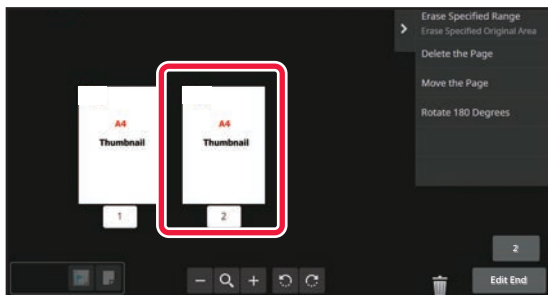 Erase Specified Range
Erase Specified Original Area
Delete the Page
Move the Page
Rotate 180 Degrees
A4
Thumbnail
A4
Thumbnail
1
2
2
Edit End